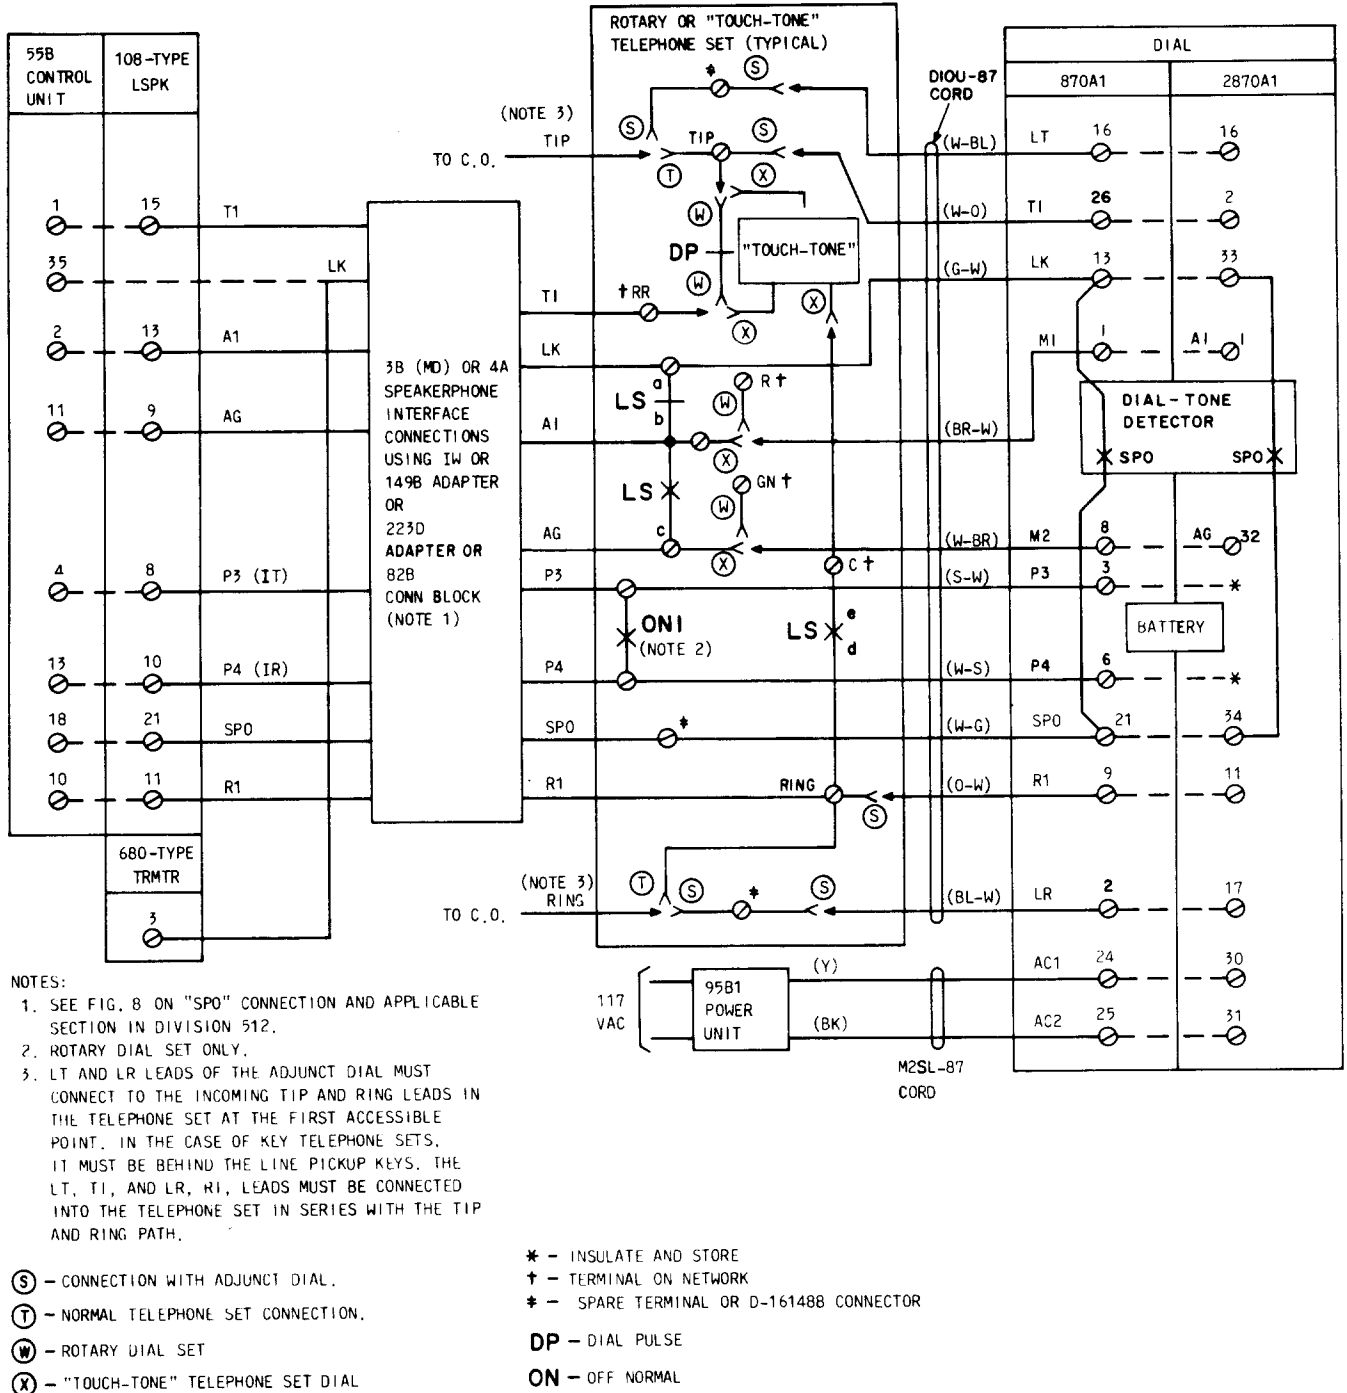 ROTARY OR "TOUCH-TONE"
TELEPHONE SET (TYPICAL)
55B
CONTROL
UNIT
108-TYPE
LSPK
DIAL
870A1
2870A1
DIOU-87
CORD
‡
S
(NOTE 3)
TIP
TO C.O.
S
TIP
S
T
X
W
(W-BL)
LT
16
16
1
15
T1
DP
"TOUCH-TONE"
(W-O)
TI
26
2
35
LK
W
X
(G-W)
LK
13
33
TI
† RR
X
2
13
A1
MI
1
AI
1
3B (MD) OR 4A
SPEAKERPHONE
INTERFACE
CONNECTIONS
USING IW OR
149B ADAPTER
OR
223D
ADAPTER OR
82B
CONN BLOCK
(NOTE 1)
LK
a
LS
b
R †
W
DIAL-TONE
DETECTOR
SPO
SPO
11
9
AG
AI
X
(BR-W)
LS
GN †
W
c
AG
X
(W-BR)
M2
8
AG
32
4
8
P3 (IT)
P3
C †
(S-W)
P3
3
*
ONI
(NOTE 2)
LS
e
d
BATTERY
13
10
P4 (IR)
P4
(W-S)
P4
6
*
18
21
SPO
SPO
‡
(W-G)
SPO
21
34
10
11
R1
R1
RING
S
(O-W)
R1
9
11
680-TYPE
TRMTR
3
(NOTE 3)
RING
TO C.O.
T
S
‡
S
(BL-W)
LR
2
17
117
VAC
95B1
POWER
UNIT
(Y)
(BK)
AC1
24
30
AC2
25
31
M2SL-87
CORD
NOTES:
1. SEE FIG. 8 ON "SPO" CONNECTION AND APPLICABLE
SECTION IN DIVISION 512.
2. ROTARY DIAL SET ONLY.
3. LT AND LR LEADS OF THE ADJUNCT DIAL MUST
CONNECT TO THE INCOMING TIP AND RING LEADS IN
THE TELEPHONE SET AT THE FIRST ACCESSIBLE
POINT. IN THE CASE OF KEY TELEPHONE SETS,
IT MUST BE BEHIND THE LINE PICKUP KEYS. THE
LT, TI, AND LR, RI, LEADS MUST BE CONNECTED
INTO THE TELEPHONE SET IN SERIES WITH THE TIP
AND RING PATH.
S - CONNECTION WITH ADJUNCT DIAL.
T - NORMAL TELEPHONE SET CONNECTION.
W - ROTARY DIAL SET
X - "TOUCH-TONE" TELEPHONE SET DIAL
* - INSULATE AND STORE
† - TERMINAL ON NETWORK
‡ - SPARE TERMINAL OR D-161488 CONNECTOR
DP - DIAL PULSE
ON - OFF NORMAL